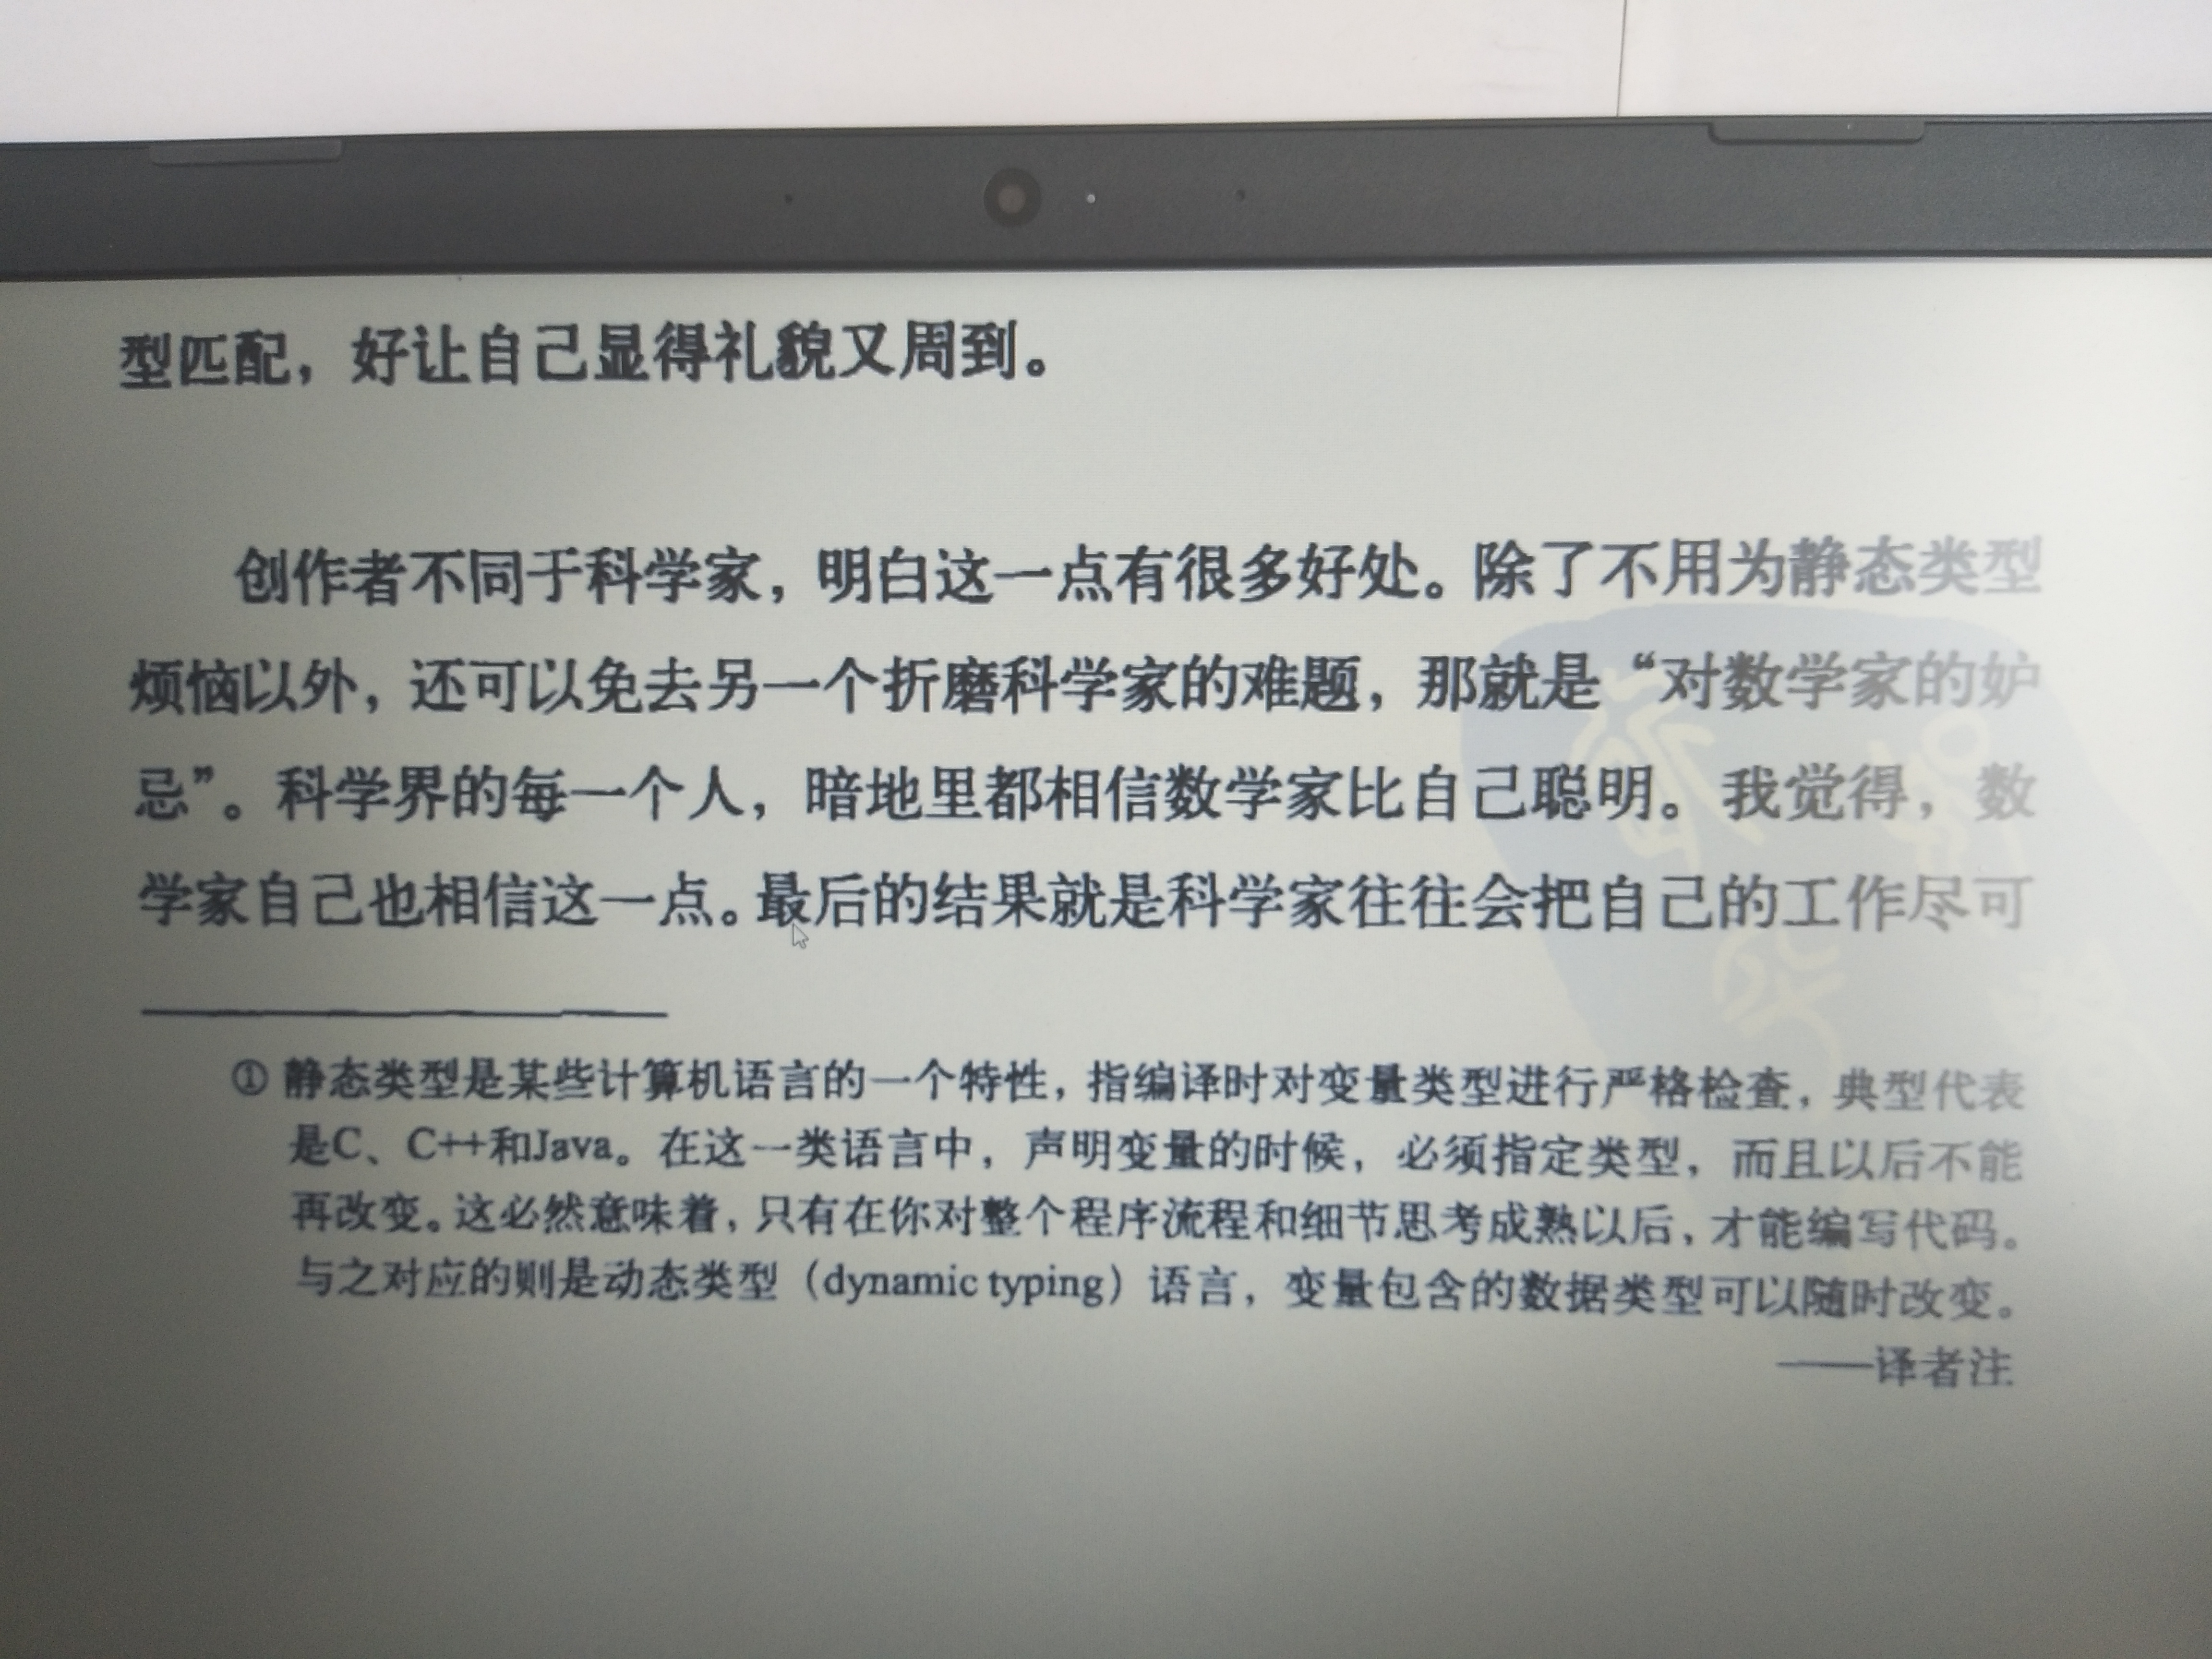 型匹配，好让自己显得礼貌又周到。
创作者不同于科学家，明白这一点有很多好处。除了不用为静态类型
烦恼以外，还可以免去另一个折磨科学家的难题，那就是“对数学家的妒
忌”。科学界的每一个人，暗地里都相信数学家比自己聪明。我觉得，数
学家自己也相信这一点。最后的结果就是科学家往往会把自己的工作尽可
① 静态类型是某些计算机语言的一个特性，指编译时对变量类型进行严格检查，典型代表
是C、C++和Java。在这一类语言中，声明变量的时候，必须指定类型，而且以后不能
再改变。这必然意味着，只有在你对整个程序流程和细节思考成熟以后，才能编写代码。
与之对应的则是动态类型（dynamic typing）语言，变量包含的数据类型可以随时改变。
——译者注